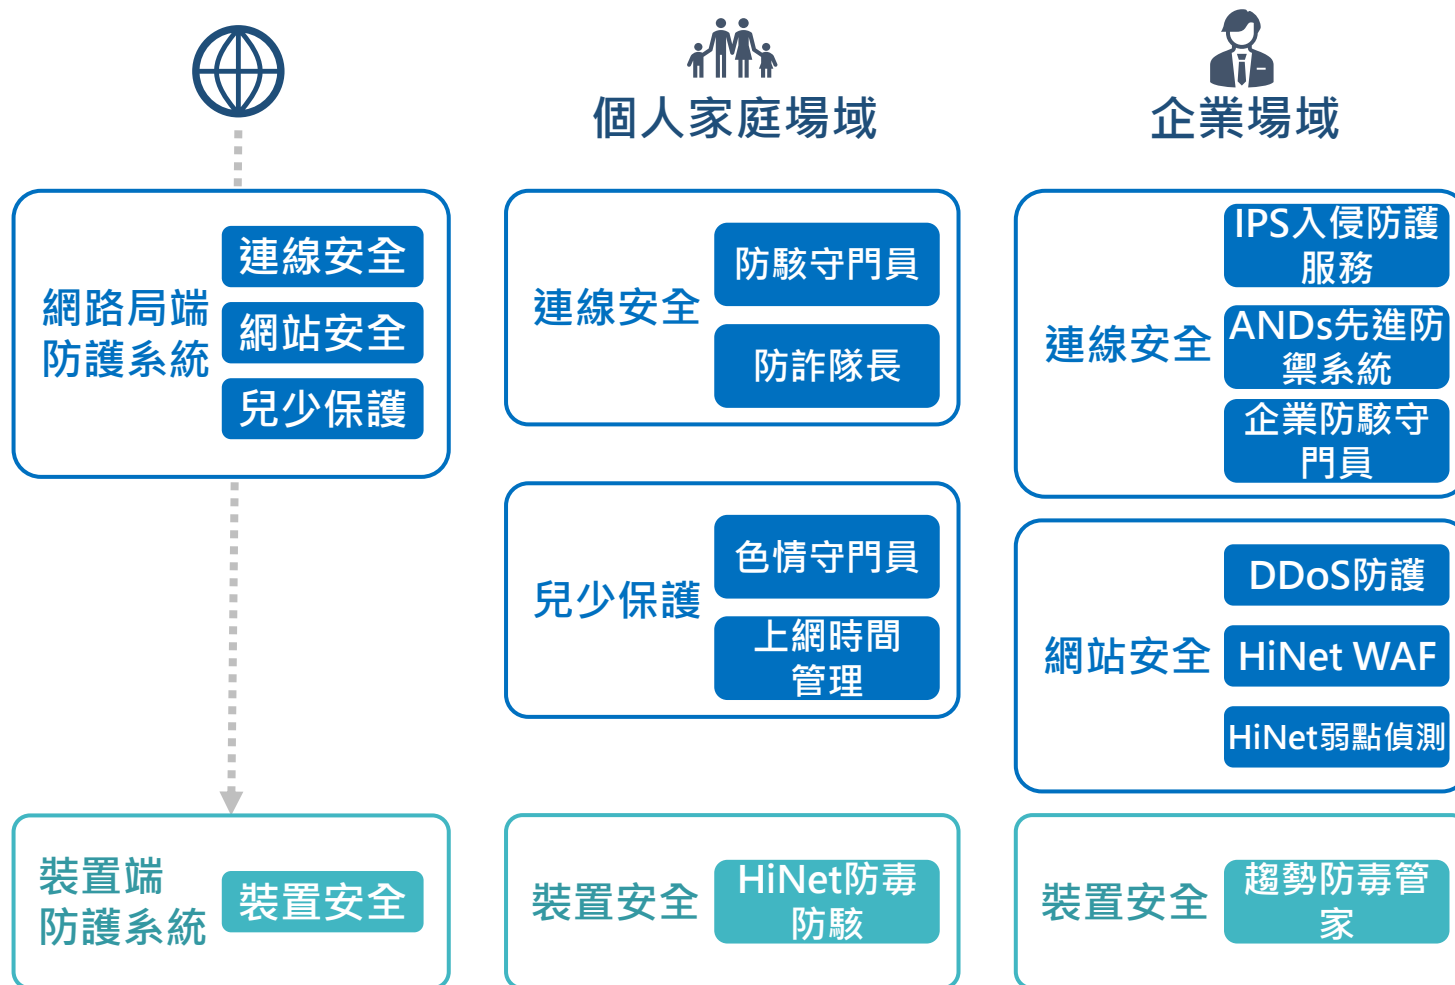 個人家庭場域
企業場域
網路局端
防護系統
連線安全
網站安全
兒少保護
連線安全
防駭守門員
防詐隊長
連線安全
IPS入侵防護
服務
ANDs先進防
禦系統
企業防駭守
門員
兒少保護
色情守門員
上網時間
管理
網站安全
DDoS防護
HiNet WAF
HiNet弱點偵測
裝置端
防護系統
裝置安全
裝置安全
HiNet防毒
防駭
裝置安全
趨勢防毒管
家